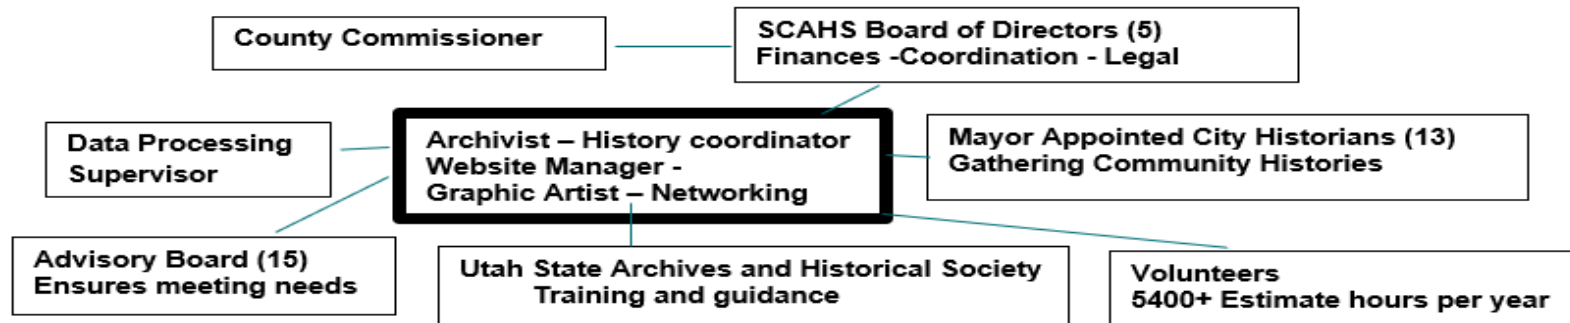 County Commissioner
SCAHS Board of Directors (5)
Finances -Coordination - Legal
Data Processing
Supervisor
Archivist – History coordinator
Website Manager -
Graphic Artist – Networking
Mayor Appointed City Historians (13)
Gathering Community Histories
Advisory Board (15)
Ensures meeting needs
Utah State Archives and Historical Society
Training and guidance
Volunteers
5400+ Estimate hours per year